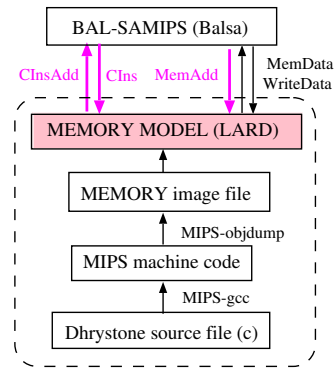 BAL-SAMIPS (Balsa)
CInsAdd
CIns
MemAdd
MemData
WriteData
MEMORY MODEL (LARD)
MEMORY image file
MIPS-objdump
MIPS machine code
MIPS-gcc
Dhrystone source file (c)